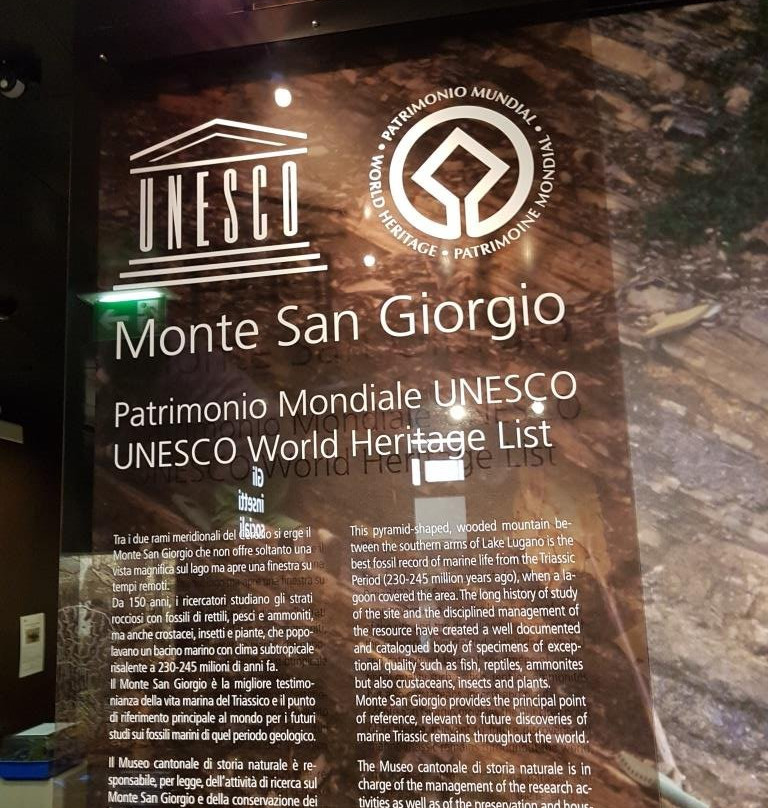 UNESCO
PATRIMONIO MUNDIAL • WORLD HERITAGE • PATRIMOINE MONDIAL •
Monte San Giorgio
Patrimonio Mondiale UNESCO
UNESCO World Heritage List
Gli
insetti
sociali
Tra i due rami meridionali del si erge il
Monte San Giorgio che non offre soltanto una
vista magnifica sul lago ma apre una finestra su
tempi remoti.
Da 150 anni, i ricercatori studiano gli strati
rocciosi con fossili di rettili, pesci e ammoniti,
ma anche crostacei, insetti e piante, che popo-
lavano un bacino marino con clima subtropicale
risalente a 230-245 milioni di anni fa.
Il Monte San Giorgio è la migliore testimo-
nianza della vita marina del Triassico e il punto
di riferimento principale al mondo per i futuri
studi sui fossili marini di quel periodo geologico.
Il Museo cantonale di storia naturale è re-
sponsabile, per legge, dell'attività di ricerca sul
Monte San Giorgio e della conservazione dei
This pyramid-shaped, wooded mountain be-
tween the southern arms of Lake Lugano is the
best fossil record of marine life from the Triassic
Period (230-245 million years ago), when a la-
goon covered the area. The long history of study
of the site and the disciplined management of
the resource have created a well documented
and catalogued body of specimens of excep-
tional quality such as fish, reptiles, ammonites
but also crustaceans, insects and plants.
Monte San Giorgio provides the principal point
of reference, relevant to future discoveries of
marine Triassic remains throughout the world.
The Museo cantonale di storia naturale is in
charge of the management of the research ac-
tivities as well as of the preservation and hous-